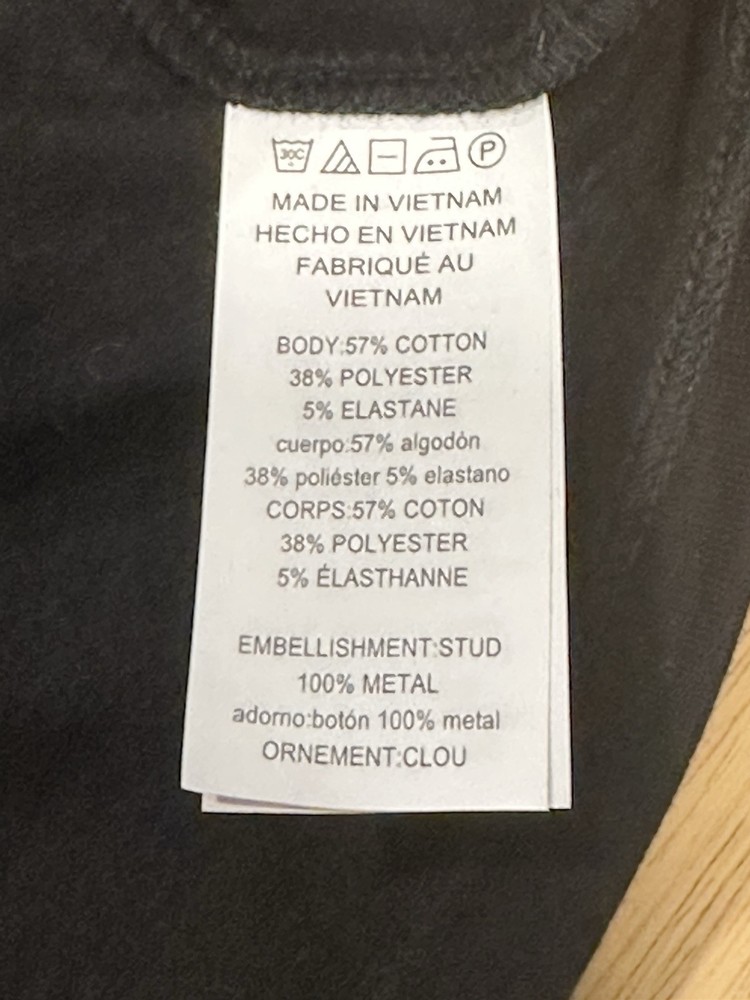 30C
P
MADE IN VIETNAM
HECHO EN VIETNAM
FABRIQUÉ AU
VIETNAM
BODY:57% COTTON
38% POLYESTER
5% ELASTANE
cuerpo:57% algodón
38% poliéster 5% elastano
CORPS:57% COTON
38% POLYESTER
5% ÉLASTHANNE
EMBELLISHMENT:STUD
100% METAL
adorno:botón 100% metal
ORNEMENT:CLOU